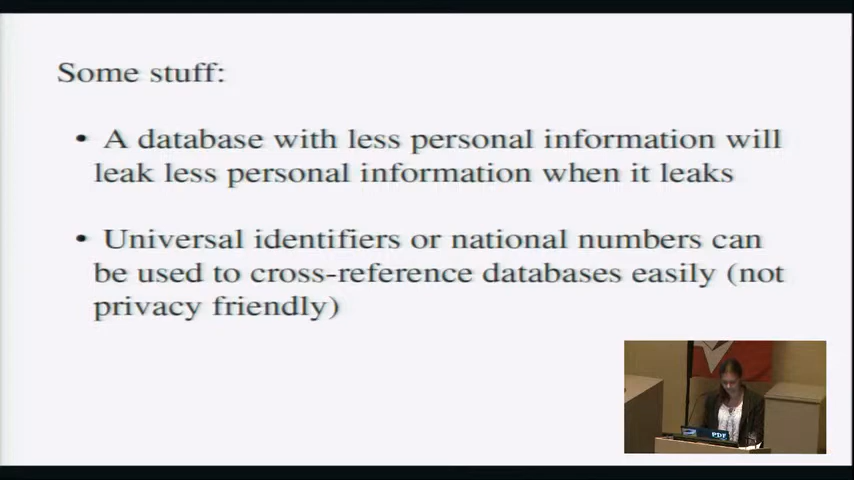 Some stuff:
• A database with less personal information will
leak less personal information when it leaks
• Universal identifiers or national numbers can
be used to cross-reference databases easily (not
privacy friendly)
PDF